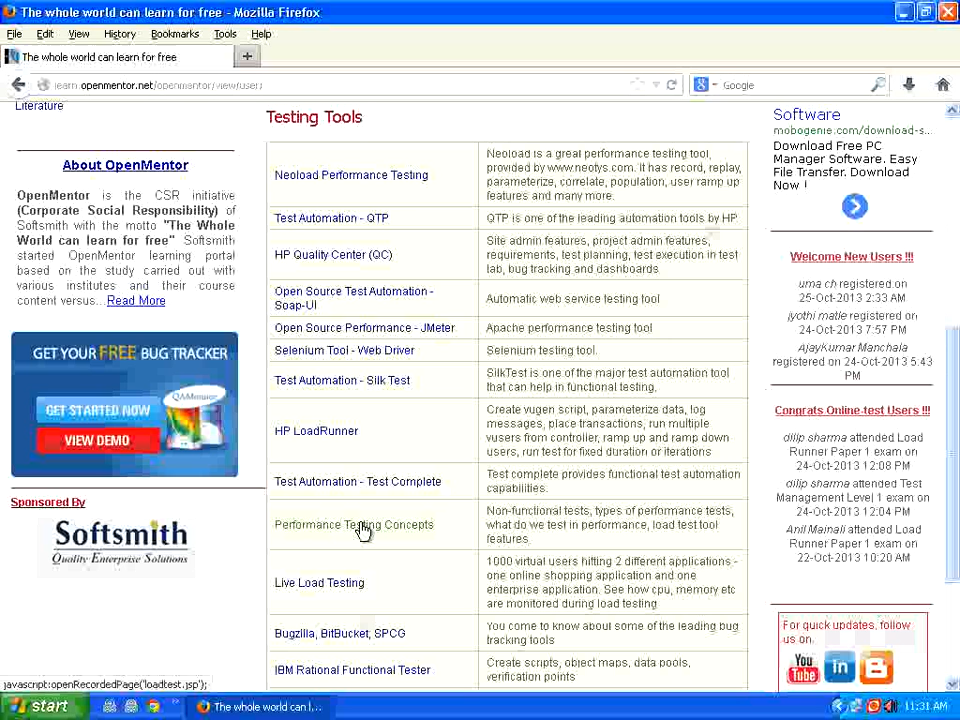 The whole world can learn for free - Mozilla Firefox
File Edit View History Bookmarks Tools Help
The whole world can learn for free
learn.openmentor.net/openmentor/view/user;
Google
Literature
About OpenMentor
OpenMentor is the CSR initiative
(Corporate Social Responsibility) of
Softsmith with the motto "The Whole
World can learn for free" Softsmith
started OpenMentor learning portal
based on the study carried out with
various institutes and their course
content versus...Read More
GET YOUR FREE BUG TRACKER
GET STARTED NOW
VIEW DEMO
QAMentor
Sponsored By
Softsmith
Quality Enterprise Solutions
Testing Tools
Neoload Performance Testing
Neoload is a great performance testing tool,
provided by www.neotys.com. It has record, replay,
parameterize, correlate, population, user ramp up
features and many more.
Test Automation - QTP
QTP is one of the leading automation tools by HP
HP Quality Center (QC)
Site admin features, project admin features,
requirements, test planning, test execution in test
lab, bug tracking and dashboards
Open Source Test Automation -
Soap-UI
Automatic web service testing tool
Open Source Performance - JMeter
Apache performance testing tool
Selenium Tool - Web Driver
Selenium testing tool.
Test Automation - Silk Test
SilkTest is one of the major test automation tool
that can help in functional testing,
HP LoadRunner
Create vugen script, parameterize data, log
messages, place transactions, run multiple
vusers from controller, ramp up and ramp down
users, run test for fixed duration or iterations
Test Automation - Test Complete
Test complete provides functional test automation
capabilities.
Performance Testing Concepts
Non-functional tests, types of performance tests,
what do we test in performance, load test tool
features
Live Load Testing
1000 virtual users hitting 2 different applications -
one online shopping application and one
enterprise application. See how cpu, memory etc
are monitored during load testing
Bugzilla, BitBucket, SPCG
You come to know about some of the leading bug
tracking tools
IBM Rational Functional Tester
Create scripts, object maps, data pools,
verification points
Software
mobogenie.com/download-s...
Download Free PC
Manager Software. Easy
File Transfer. Download
Now !
Welcome New Users !!!
uma ch registered on
25-Oct-2013 2:33 AM
jyothi matle registered on
24-Oct-2013 7:57 PM
AjayKumar Manchala
registered on 24-Oct-2013 5:43
PM
Congrats Online-test Users !!!
dilip sharma attended Load
Runner Paper 1 exam on
24-Oct-2013 12:08 PM
dilip sharma attended Test
Management Level 1 exam on
24-Oct-2013 12:04 PM
Anil Mainali attended Load
Runner Paper 1 exam on
22-Oct-2013 10:20 AM
For quick updates, follow
us on.
You Tube
in
javascript:openRecordedPage('loadtest.jsp');
start
The whole world can l...
11:31 AM